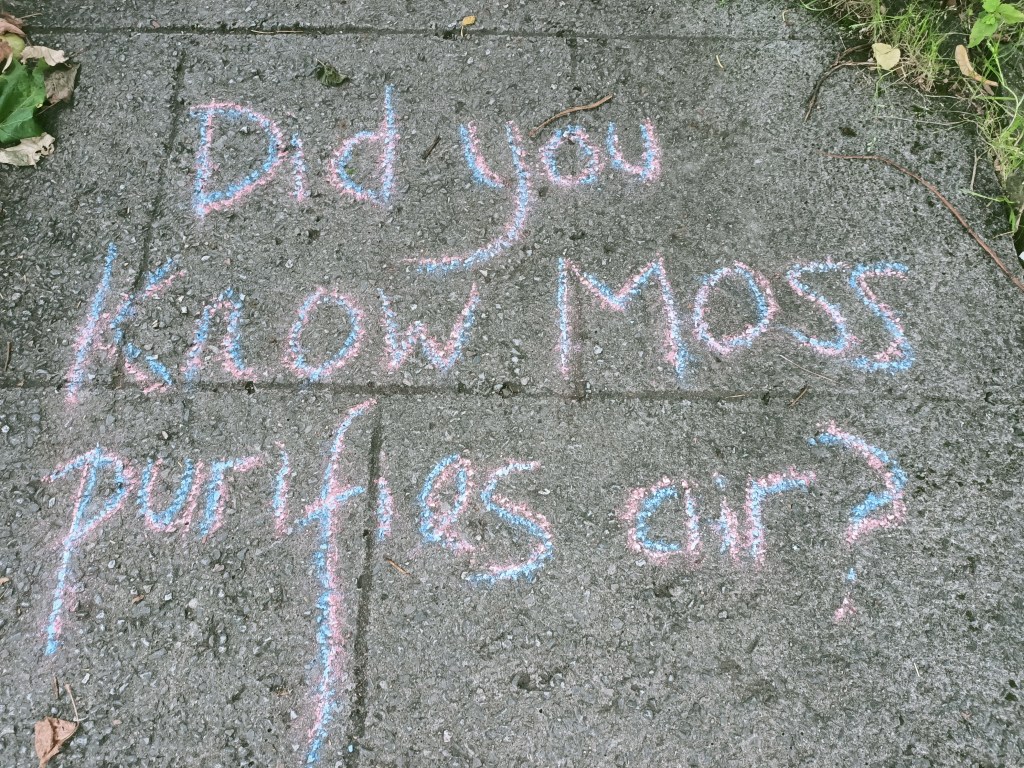 Did you
Know Moss
purifies air?